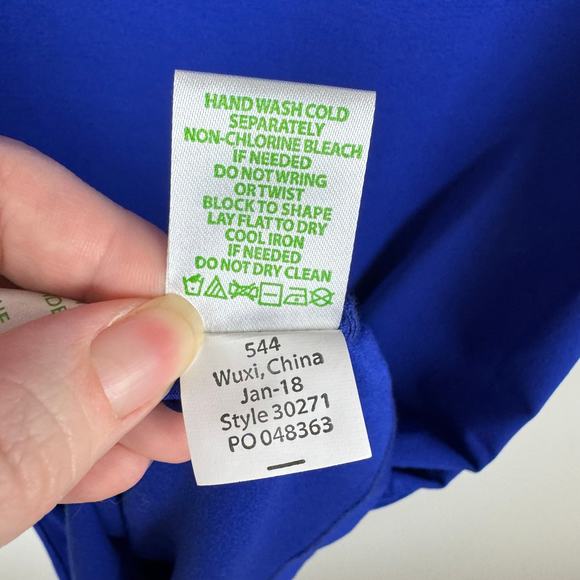 HAND WASH COLD
SEPARATELY
NON-CHLORINE BLEACH
IF NEEDED
DO NOT WRING
OR TWIST
BLOCK TO SHAPE
LAY FLAT TO DRY
COOL IRON
IF NEEDED
DO NOT DRY CLEAN
544
Wuxi, China
Jan-18
Style 30271
PO 048363